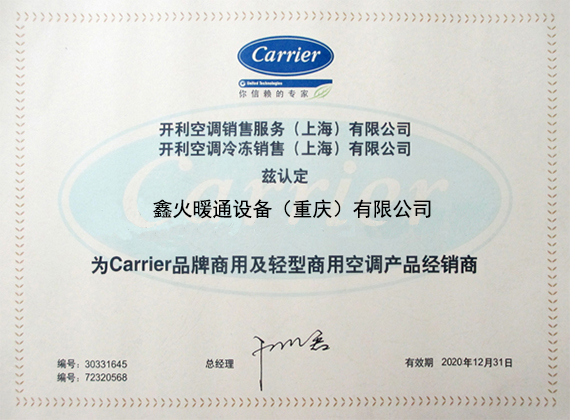 Carrier
United Technologies
你信赖的专家
开利空调销售服务（上海）有限公司
开利空调冷冻销售（上海）有限公司
兹认定
鑫火暖通设备（重庆）有限公司
为Carrier品牌商用及轻型商用空调产品经销商
编号：30331645
编号：72320568
总经理
有效期 2020年12月31日